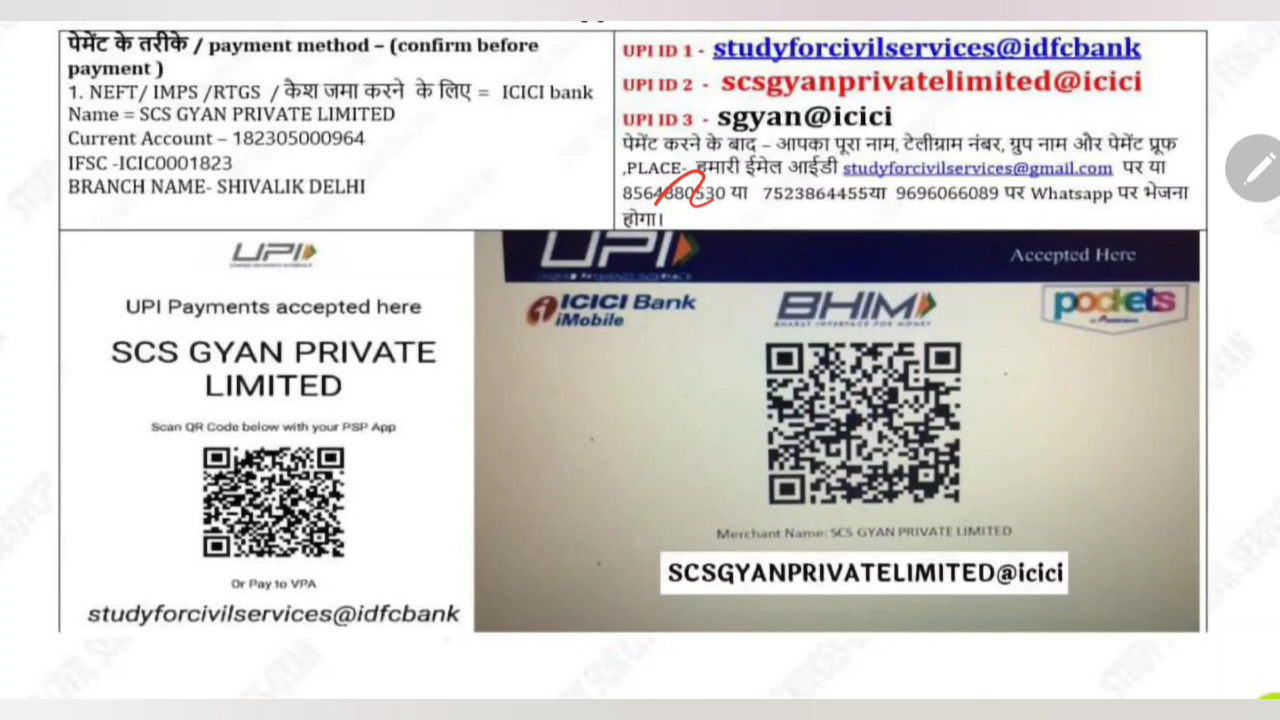 पेमेंट के तरीके / payment method – (confirm before
payment )
1. NEFT/ IMPS /RTGS / कैश जमा करने के लिए = ICICI bank
Name = SCS GYAN PRIVATE LIMITED
Current Account – 182305000964
IFSC -ICIC0001823
BRANCH NAME- SHIVALIK DELHI
UPI ID 1 - studyforcivilservices@idfcbank
UPI ID 2 - scsgyanprivatelimited@icici
UPI ID 3 - sgyan@icici
पेमेंट करने के बाद – आपका पूरा नाम, टेलीग्राम नंबर, ग्रुप नाम और पेमेंट प्रूफ
,PLACE- हमारी ईमेल आईडी studyforcivilservices@gmail.com पर या
8564880530 या 7523864455या 9696066089 पर Whatsapp पर भेजना
होगा।
UPI
UPI Payments accepted here
SCS GYAN PRIVATE
LIMITED
Scan QR Code below with your PSP App
Or Pay to VPA
studyforcivilservices@idfcbank
UPI
Accepted Here
ICICI Bank
iMobile
BHIM
BHARAT INTERFACE FOR MONEY
pockets
Merchant Name: SCS GYAN PRIVATE LIMITED
SCSGYANPRIVATELIMITED@icici